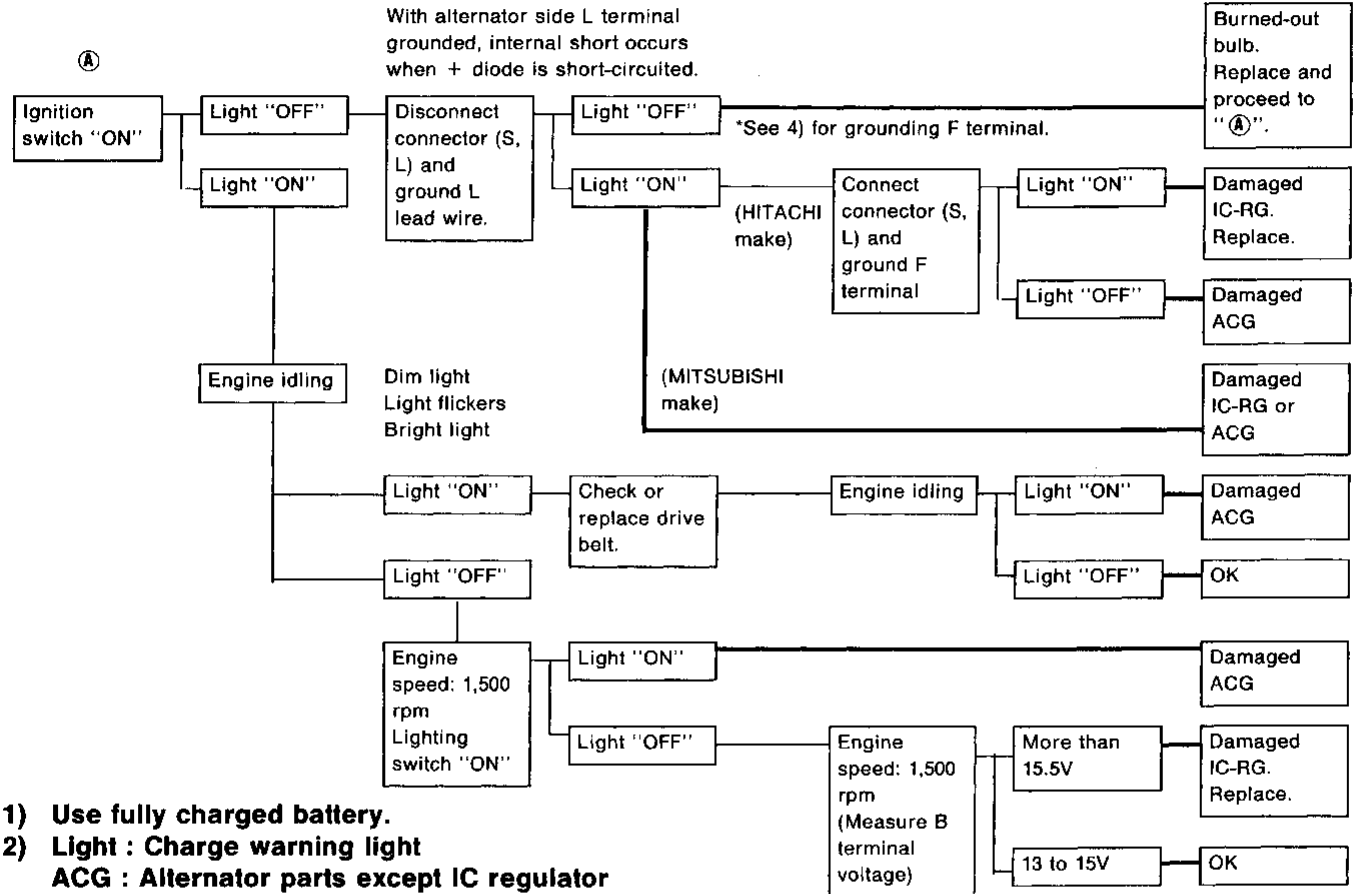 With alternator side L terminal
grounded, internal short occurs
when + diode is short-circuited.
Ⓐ
Ignition
switch "ON"
Light "OFF"
Light "ON"
Disconnect
connector (S,
L) and
ground L
lead wire.
Light "OFF"
*See 4) for grounding F terminal.
Burned-out
bulb.
Replace and
proceed to
"Ⓐ".
Light "ON"
(HITACHI
make)
Connect
connector (S,
L) and
ground F
terminal
Light "ON"
Damaged
IC-RG.
Replace.
Light "OFF"
Damaged
ACG
(MITSUBISHI
make)
Damaged
IC-RG or
ACG
Engine idling
Dim light
Light flickers
Bright light
Light "ON"
Check or
replace drive
belt.
Engine idling
Light "ON"
Damaged
ACG
Light "OFF"
OK
Light "OFF"
Engine
speed: 1,500
rpm
Lighting
switch "ON"
Light "ON"
Damaged
ACG
Light "OFF"
Engine
speed: 1,500
rpm
(Measure B
terminal
voltage)
More than
15.5V
Damaged
IC-RG.
Replace.
13 to 15V
OK
1) Use fully charged battery.
2) Light : Charge warning light
ACG : Alternator parts except IC regulator